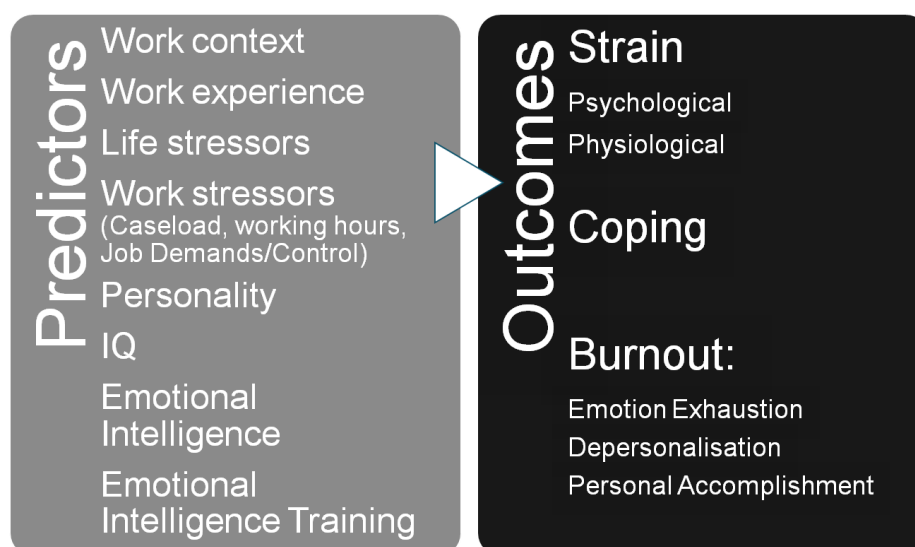 Predictors
Work context
Work experience
Life stressors
Work stressors
(Caseload, working hours,
Job Demands/Control)
Personality
IQ
Emotional
Intelligence
Emotional
Intelligence Training
Outcomes
Strain
Psychological
Physiological
Coping
Burnout:
Emotion Exhaustion
Depersonalisation
Personal Accomplishment